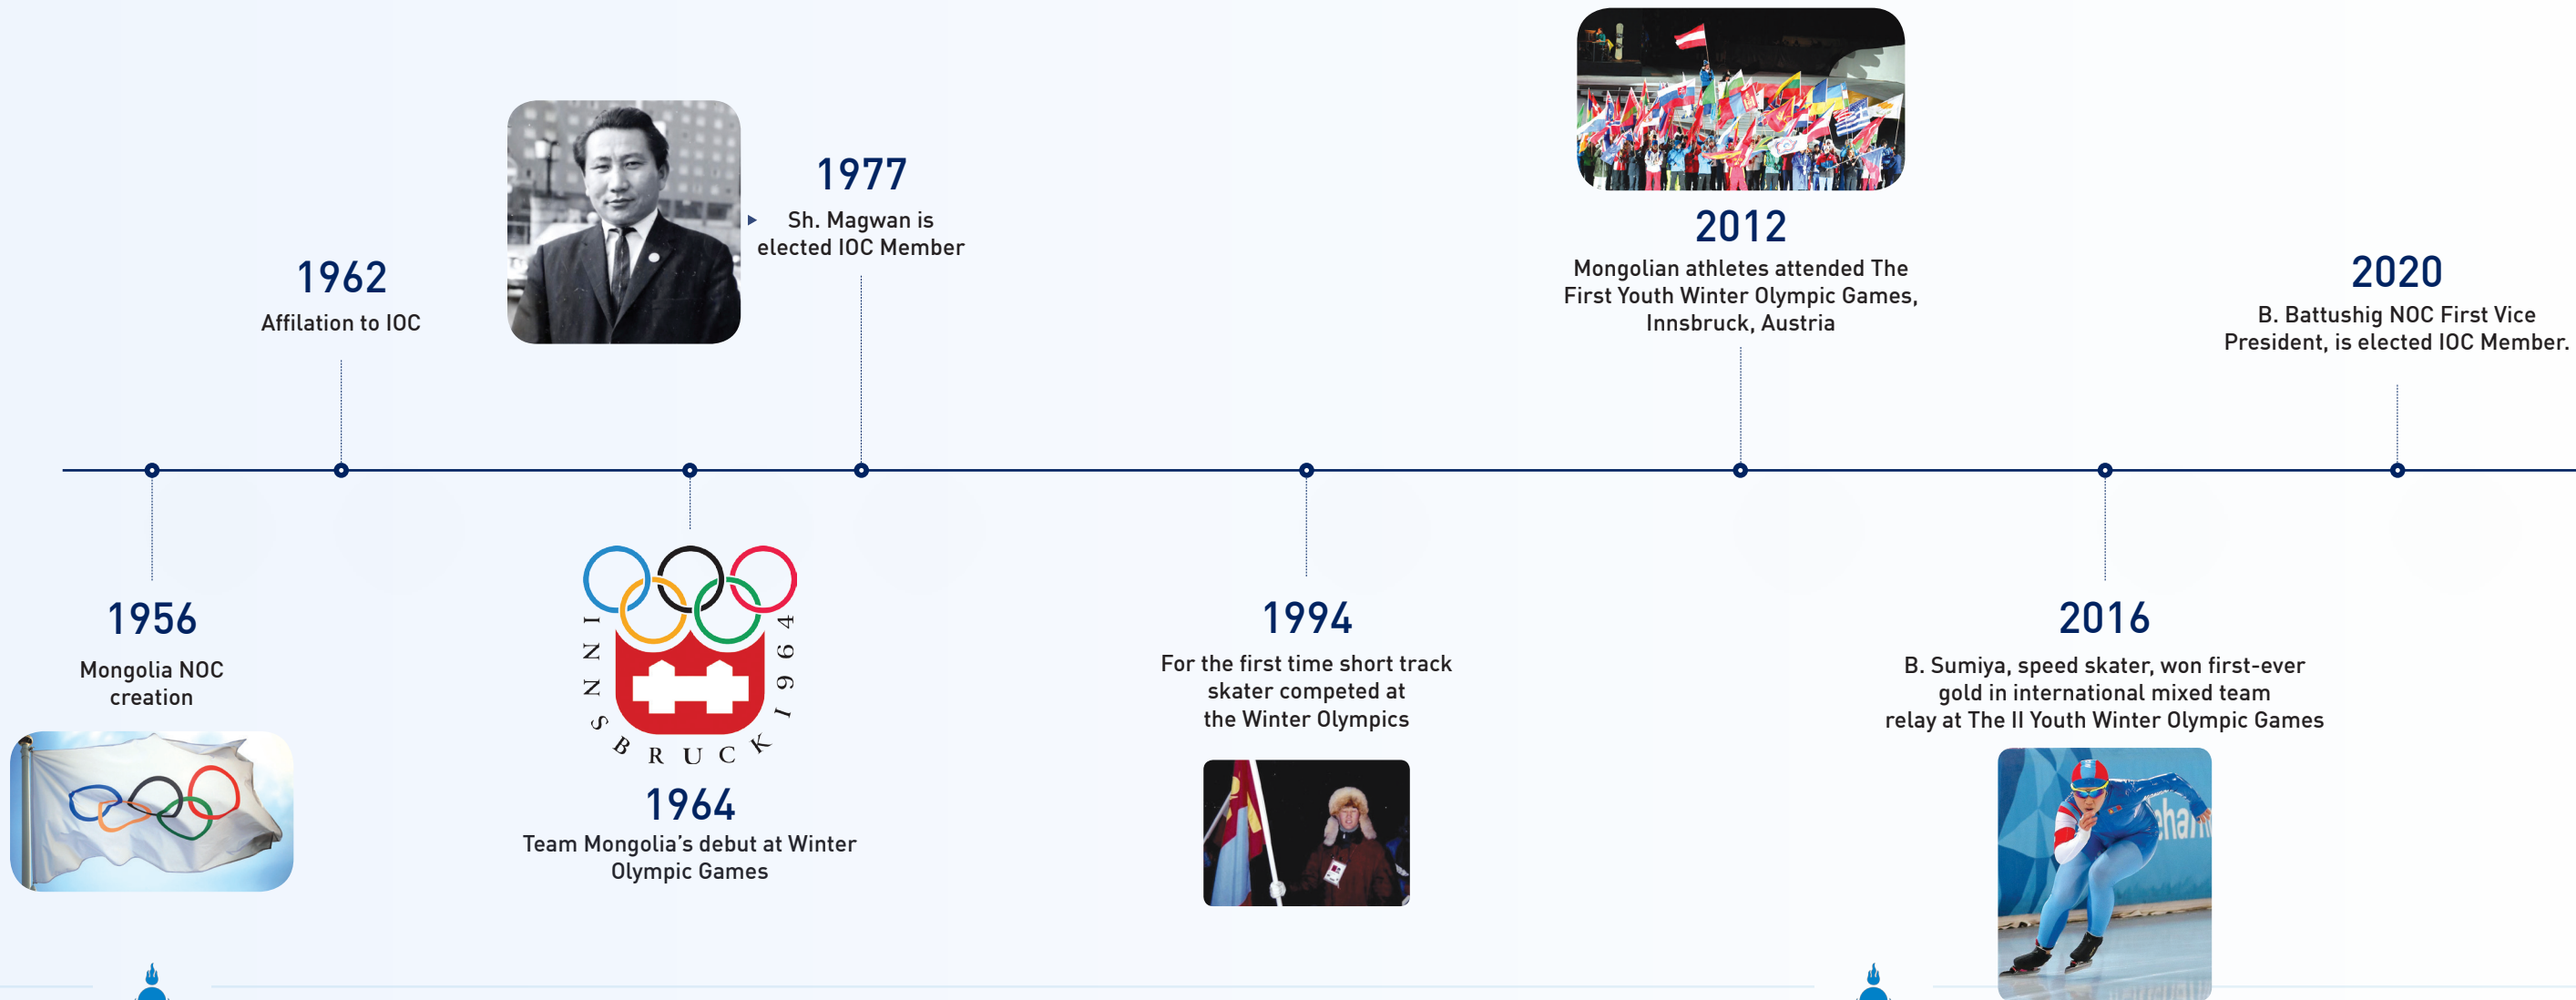 1956
Mongolia NOC
creation
1962
Affilation to IOC
INNSBRUCK 1964
1964
Team Mongolia’s debut at Winter
Olympic Games
1977
Sh. Magwan is
elected IOC Member
1994
For the first time short track
skater competed at
the Winter Olympics
2012
Mongolian athletes attended The
First Youth Winter Olympic Games,
Innsbruck, Austria
2016
B. Sumiya, speed skater, won first-ever
gold in international mixed team
relay at The II Youth Winter Olympic Games
2020
B. Battushig NOC First Vice
President, is elected IOC Member.